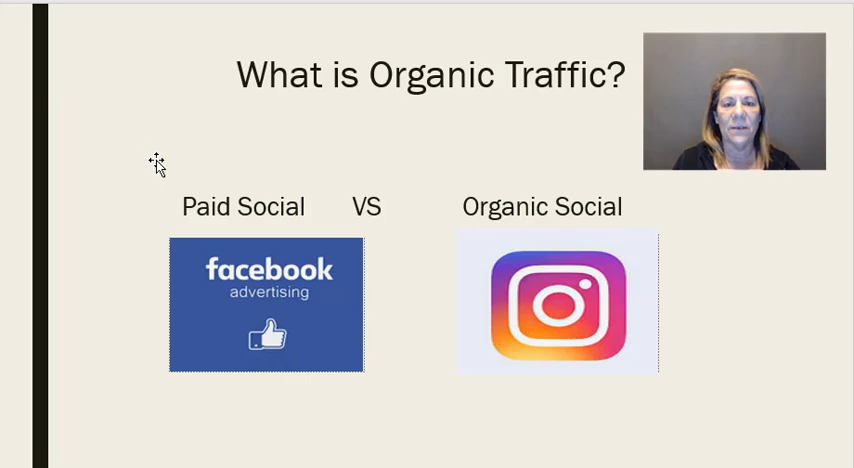 What is Organic Traffic?
Paid Social VS Organic Social
facebook
advertising